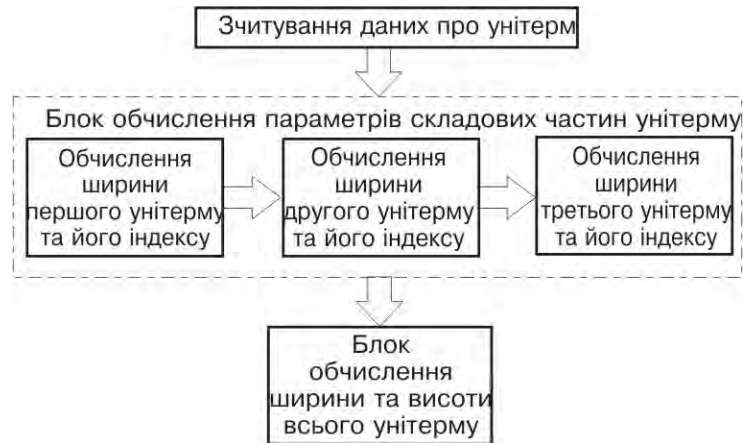 Зчитування даних про унітерм
Блок обчислення параметрів складових частин унітерму
Обчислення
ширини
першого унітерму
та його індексу
Обчислення
ширини
другого унітерму
та його індексу
Обчислення
ширини
третього унітерму
та його індексу
Блок
обчислення
ширини та висоти
всього унітерму